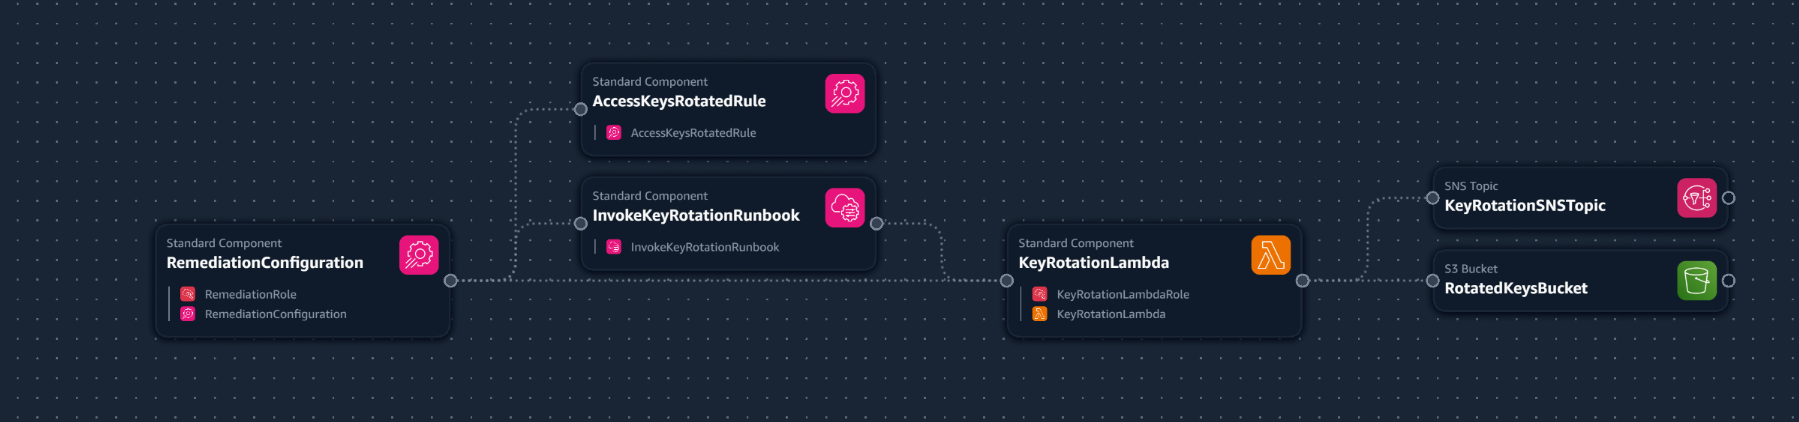 Standard Component
AccessKeysRotatedRule
AccessKeysRotatedRule
Standard Component
InvokeKeyRotationRunbook
InvokeKeyRotationRunbook
Standard Component
RemediationConfiguration
RemediationRole
RemediationConfiguration
Standard Component
KeyRotationLambda
KeyRotationLambdaRole
KeyRotationLambda
SNS Topic
KeyRotationSNSTopic
S3 Bucket
RotatedKeysBucket